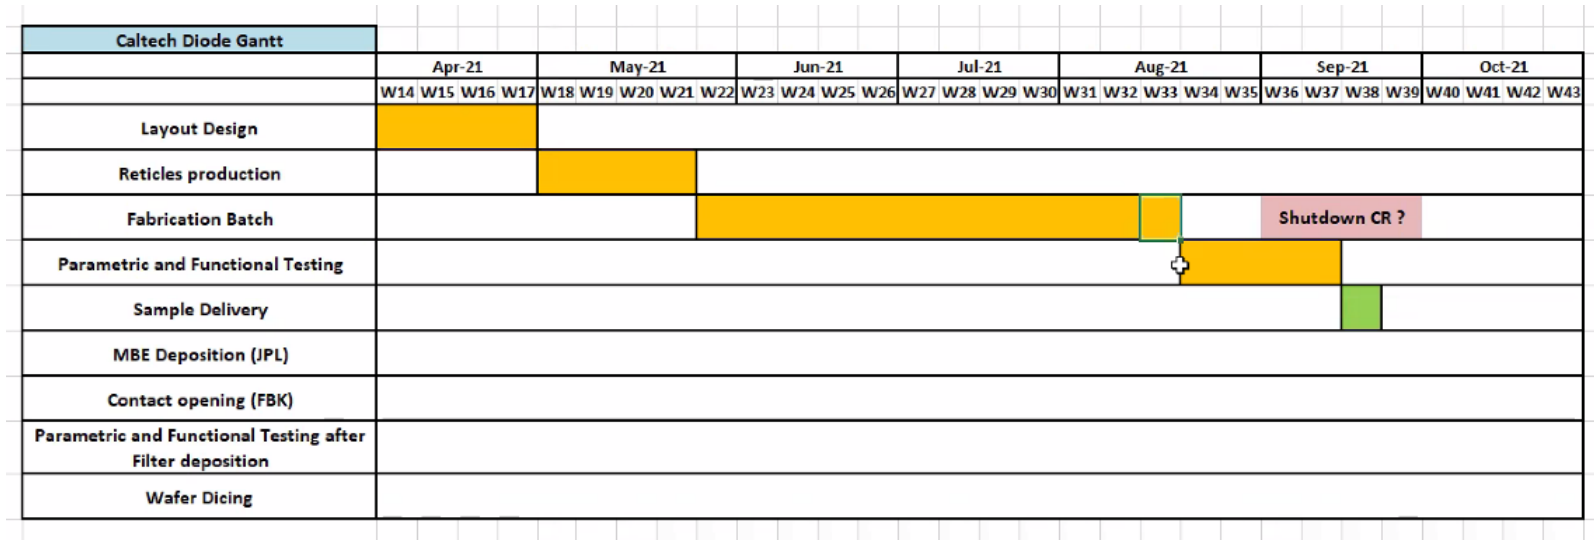 Caltech Diode Gantt
Apr-21 May-21 Jun-21 Jul-21 Aug-21 Sep-21 Oct-21
W14 W15 W16 W17 W18 W19 W20 W21 W22 W23 W24 W25 W26 W27 W28 W29 W30 W31 W32 W33 W34 W35 W36 W37 W38 W39 W40 W41 W42 W43
Layout Design
Reticles production
Fabrication Batch Shutdown CR ?
Parametric and Functional Testing
Sample Delivery
MBE Deposition (JPL)
Contact opening (FBK)
Parametric and Functional Testing after
Filter deposition
Wafer Dicing